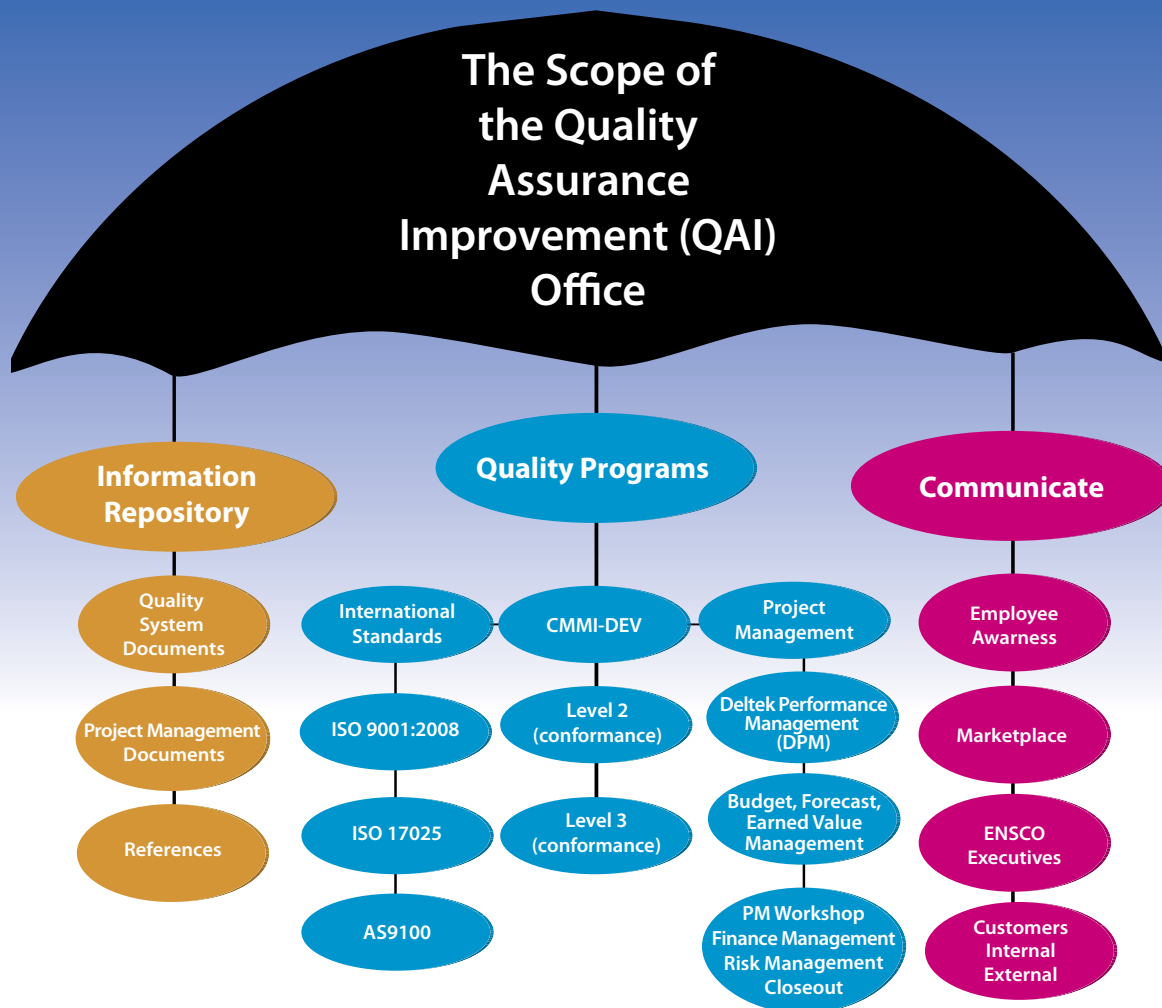 The Scope of
the Quality
Assurance
Improvement (QAI)
Office
Information
Repository
Quality
System
Documents
Project Management
Documents
References
Quality Programs
International
Standards
ISO 9001:2008
ISO 17025
AS9100
CMMI-DEV
Level 2
(conformance)
Level 3
(conformance)
Project
Management
Deltek Performance
Management
(DPM)
Budget, Forecast,
Earned Value
Management
PM Workshop
Finance Management
Risk Management
Closeout
Communicate
Employee
Awarness
Marketplace
ENSCO
Executives
Customers
Internal
External